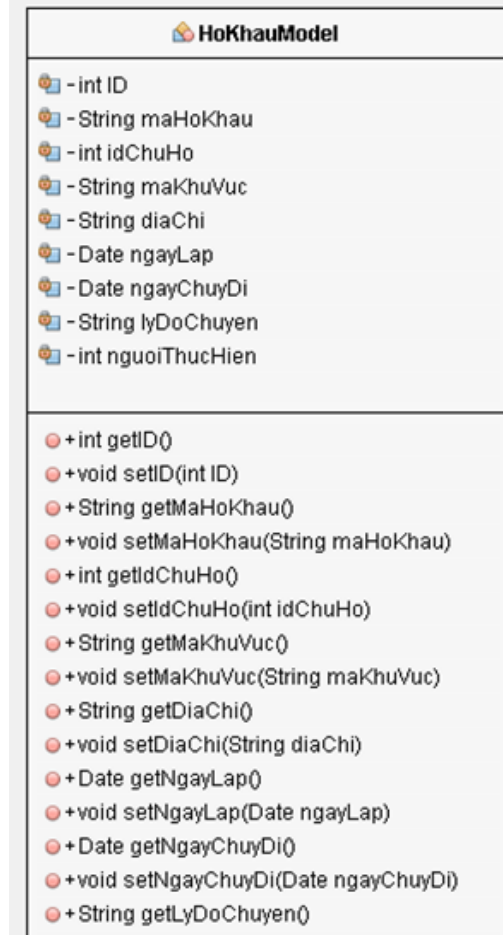 HoKhauModel
- int ID
- String maHoKhau
- int idChuHo
- String maKhuVuc
- String diaChi
- Date ngayLap
- Date ngayChuyDi
- String lyDoChuyen
- int nguoiThucHien
+ int getID()
+ void setID(int ID)
+ String getMaHoKhau()
+ void setMaHoKhau(String maHoKhau)
+ int getIdChuHo()
+ void setIdChuHo(int idChuHo)
+ String getMaKhuVuc()
+ void setMaKhuVuc(String maKhuVuc)
+ String getDiaChi()
+ void setDiaChi(String diaChi)
+ Date getNgayLap()
+ void setNgayLap(Date ngayLap)
+ Date getNgayChuyDi()
+ void setNgayChuyDi(Date ngayChuyDi)
+ String getLyDoChuyen()